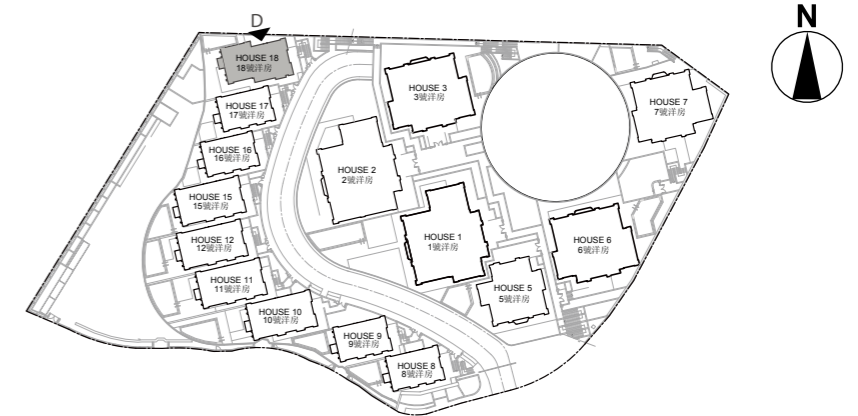 D
N
HOUSE 18
18號洋房
HOUSE 17
17號洋房
HOUSE 16
16號洋房
HOUSE 15
15號洋房
HOUSE 12
12號洋房
HOUSE 11
11號洋房
HOUSE 10
10號洋房
HOUSE 9
9號洋房
HOUSE 8
8號洋房
HOUSE 3
3號洋房
HOUSE 2
2號洋房
HOUSE 1
1號洋房
HOUSE 5
5號洋房
HOUSE 6
6號洋房
HOUSE 7
7號洋房